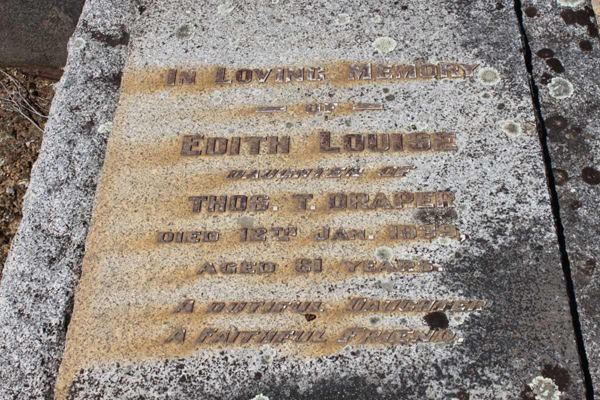 In Loving Memory
OF
Edith Louise
DAUGHTER OF
THOS. T. DRAPER
DIED 12TH JAN.
AGED 61 YEARS.
A DUTIFUL DAUGHTER
A FAITHFUL FRIEND.